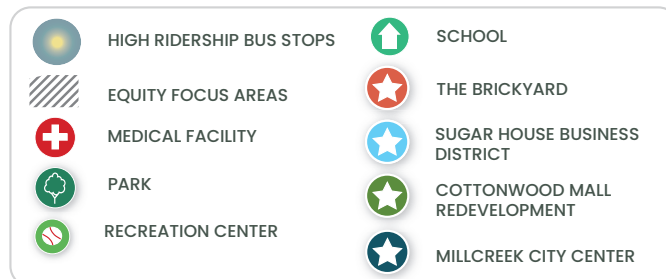 HIGH RIDERSHIP BUS STOPS
EQUITY FOCUS AREAS
MEDICAL FACILITY
PARK
RECREATION CENTER
SCHOOL
THE BRICKYARD
SUGAR HOUSE BUSINESS
DISTRICT
COTTONWOOD MALL
REDEVELOPMENT
MILLCREEK CITY CENTER